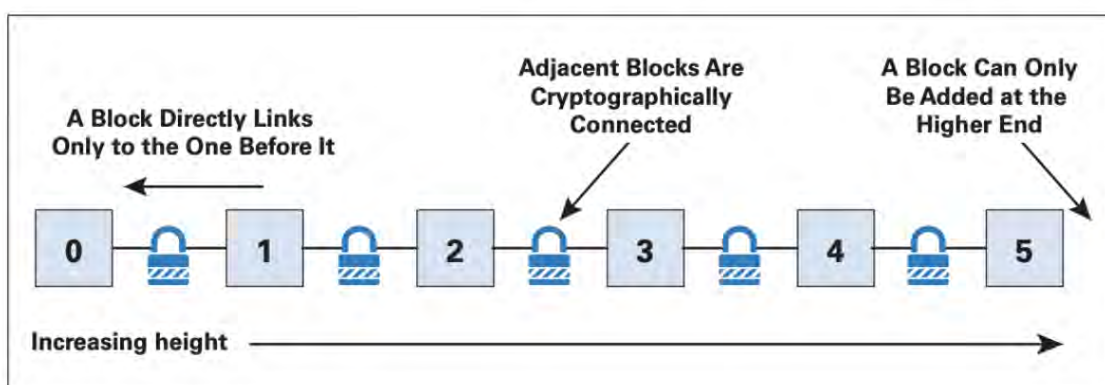 A Block Directly Links
Only to the One Before It
Adjacent Blocks Are
Cryptographically
Connected
A Block Can Only
Be Added at the
Higher End
0 1 2 3 4 5
Increasing height